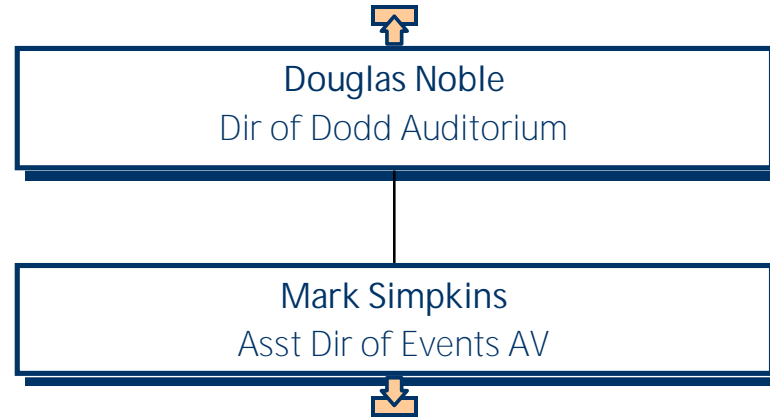 Douglas Noble
Dir of Dodd Auditorium
Mark Simpkins
Asst Dir of Events AV